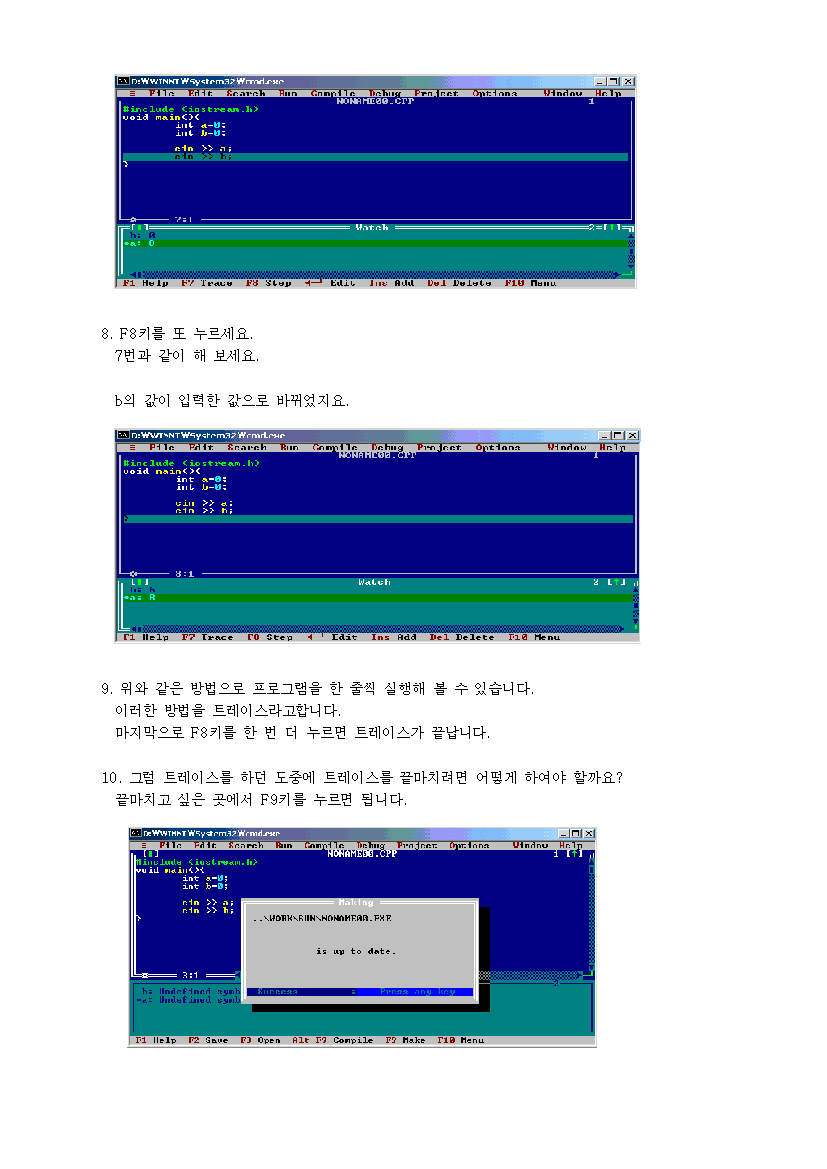 D:₩WINNT₩System32₩cmd.exe
≡ File Edit Search Run Compile Debug Project Options Window Help
NONAME00.CPP 1
#include <iostream.h>
void main(){
int a=0;
int b=0;
cin >> a;
cin >> b;
}
7:1
[↑] Watch 2=[↑]
b: 0
•a: 8
F1 Help F7 Trace F8 Step ←┘ Edit Ins Add Del Delete F10 Menu
8. F8키를 또 누르세요.
7번과 같이 해 보세요.
b의 값이 입력한 값으로 바뀌었지요.
D:₩WINNT₩System32₩cmd.exe
≡ File Edit Search Run Compile Debug Project Options Window Help
NONAME00.CPP 1
#include <iostream.h>
void main(){
int a=0;
int b=0;
cin >> a;
cin >> b;
}
8:1
Watch 2 [↑]
•a: 8
F1 Help F7 Trace F8 Step Edit Ins Add Del Delete F10 Menu
9. 위와 같은 방법으로 프로그램을 한 줄씩 실행해 볼 수 있습니다.
이러한 방법을 트레이스라고합니다.
마지막으로 F8키를 한 번 더 누르면 트레이스가 끝납니다.
10. 그럼 트레이스를 하던 도중에 트레이스를 끝마치려면 어떻게 하여야 할까요?
끝마치고 싶은 곳에서 F9키를 누르면 됩니다.
D:₩WINNT₩System32₩cmd.exe
≡ File Edit Search Run Compile Debug Project Options Window Help
NONAME00.CPP 1 [↑]
#include <iostream.h>
void main(){
int a=0;
int b=0;
cin >> a;
cin >> b;
}
Making
..\WORK\RUN\NONAME00.EXE
is up to date.
Success : Press any key
3:1
2
b: Undefined symb
•a: Undefined symb
F1 Help F2 Save F3 Open Alt-F9 Compile F9 Make F10 Menu